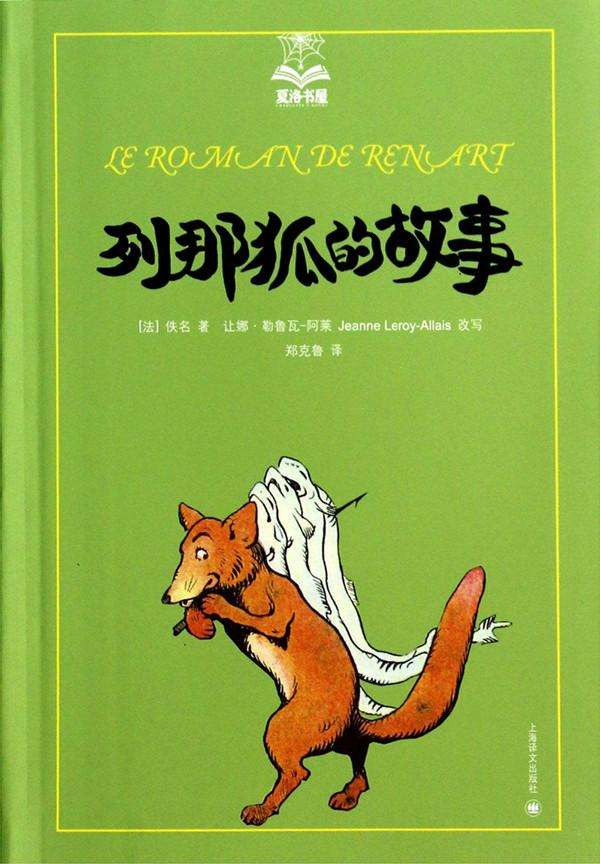 夏洛书屋
LE ROMAN DE RENART
列那狐的故事
[法] 佚名 著 让娜·勒鲁瓦-阿莱 Jeanne Leroy-Allais 改写
郑克鲁 译
上海译文出版社